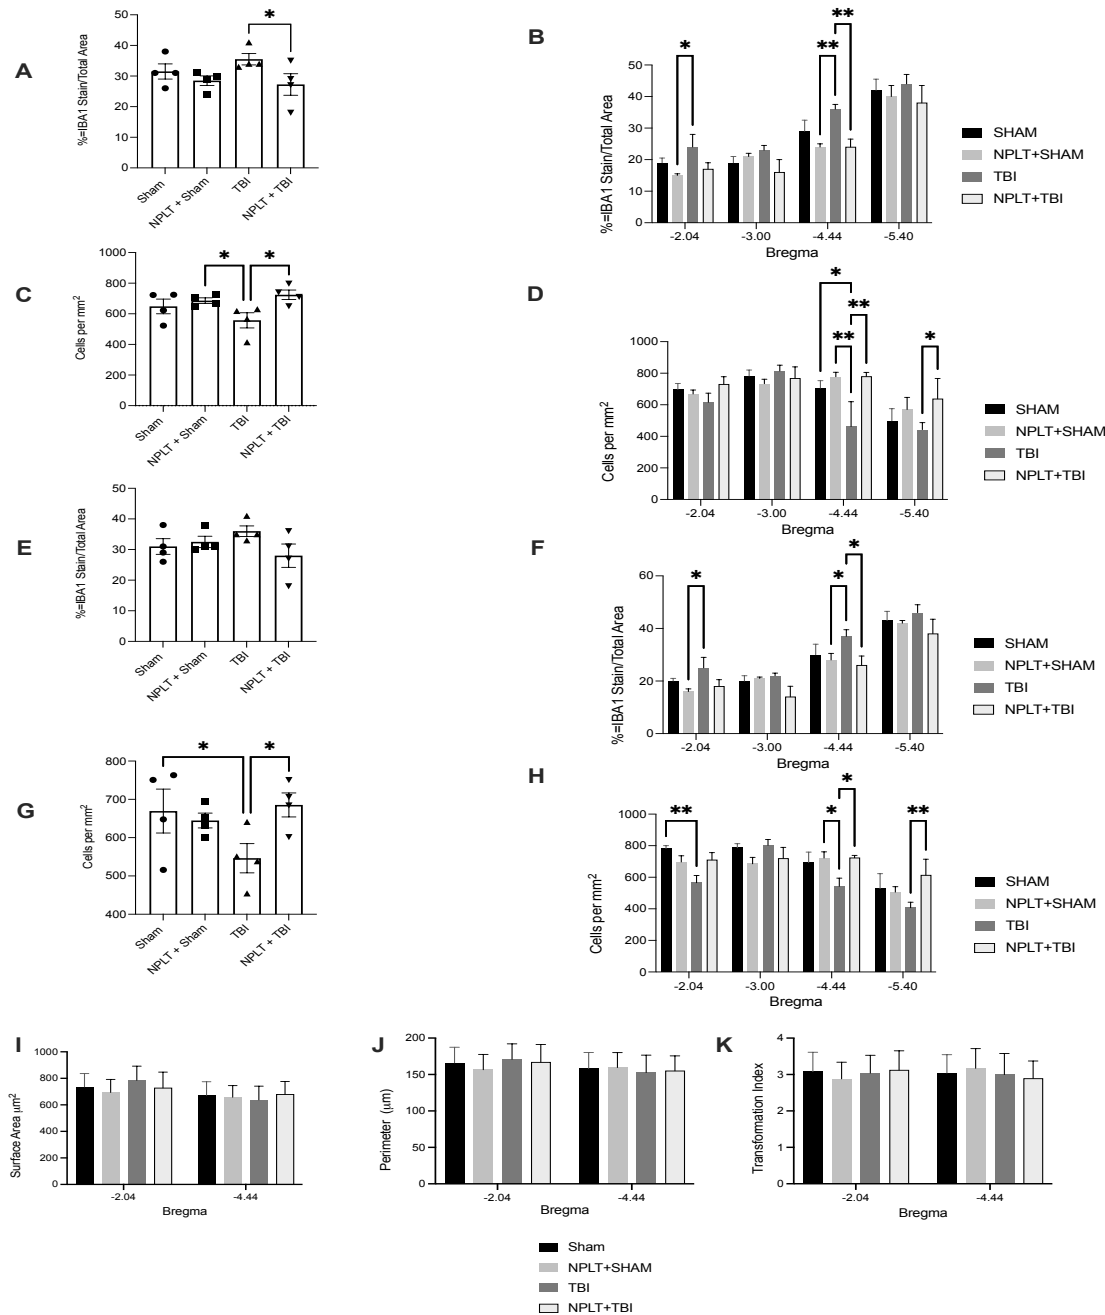 A
%=IBA1 Stain/Total Area
50
40
30
20
10
0
*
Sham
NPLT + Sham
TBI
NPLT + TBI
B
%=IBA1 Stain/Total Area
50
40
30
20
10
0
*
**
**
-2.04
-3.00
-4.44
-5.40
Bregma
SHAM
NPLT+SHAM
TBI
NPLT+TBI
C
Cells per mm2
1000
800
600
400
200
0
*
*
Sham
NPLT + Sham
TBI
NPLT + TBI
D
Cells per mm2
1000
800
600
400
200
0
*
**
**
*
-2.04
-3.00
-4.44
-5.40
Bregma
SHAM
NPLT+SHAM
TBI
NPLT+TBI
E
%=IBA1 Stain/Total Area
50
40
30
20
10
0
Sham
NPLT + Sham
TBI
NPLT + TBI
F
%=IBA1 Stain/Total Area
60
40
20
0
*
*
*
-2.04
-3.00
-4.44
-5.40
Bregma
SHAM
NPLT+SHAM
TBI
NPLT+TBI
G
Cells per mm2
800
700
600
500
400
*
*
Sham
NPLT + Sham
TBI
NPLT + TBI
H
Cells per mm2
1000
800
600
400
200
0
**
*
*
**
-2.04
-3.00
-4.44
-5.40
Bregma
SHAM
NPLT+SHAM
TBI
NPLT+TBI
I
Surface Area μm2
1000
800
600
400
200
0
-2.04
-4.44
Bregma
J
Perimeter (μm)
200
150
100
50
0
-2.04
-4.44
Bregma
K
Transformation Index
4
3
2
1
0
-2.04
-4.44
Bregma
Sham
NPLT+SHAM
TBI
NPLT+TBI